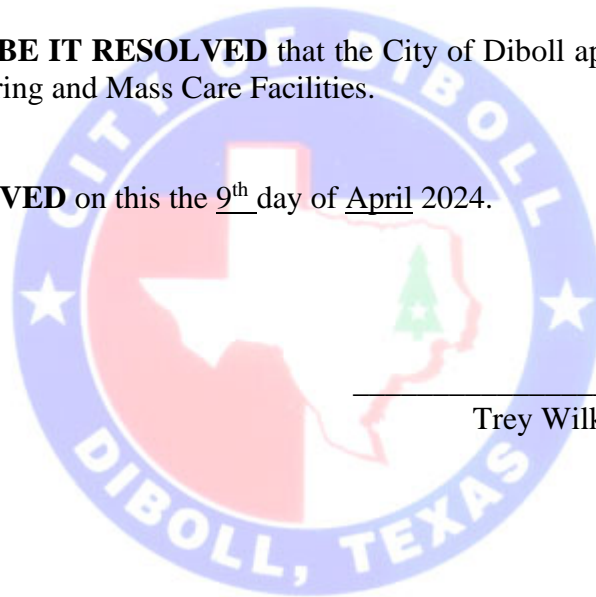 BE IT RESOLVED that the City of Diboll ap
ring and Mass Care Facilities.
VED on this the 9th day of April 2024.
Trey Wilk
CITY OF DIBOLL
DIBOLL, TEXAS